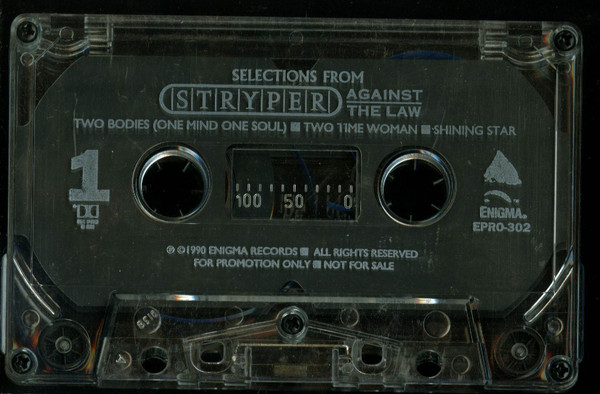 SELECTIONS FROM
STRYPER AGAINST THE LAW
TWO BODIES (ONE MIND ONE SOUL) ■ TWO TIME WOMAN ■ SHINING STAR
1
100 50 0
ENIGMA.
EPRO-302
℗ ©1990 ENIGMA RECORDS ■ ALL RIGHTS RESERVED
FOR PROMOTION ONLY ■ NOT FOR SALE